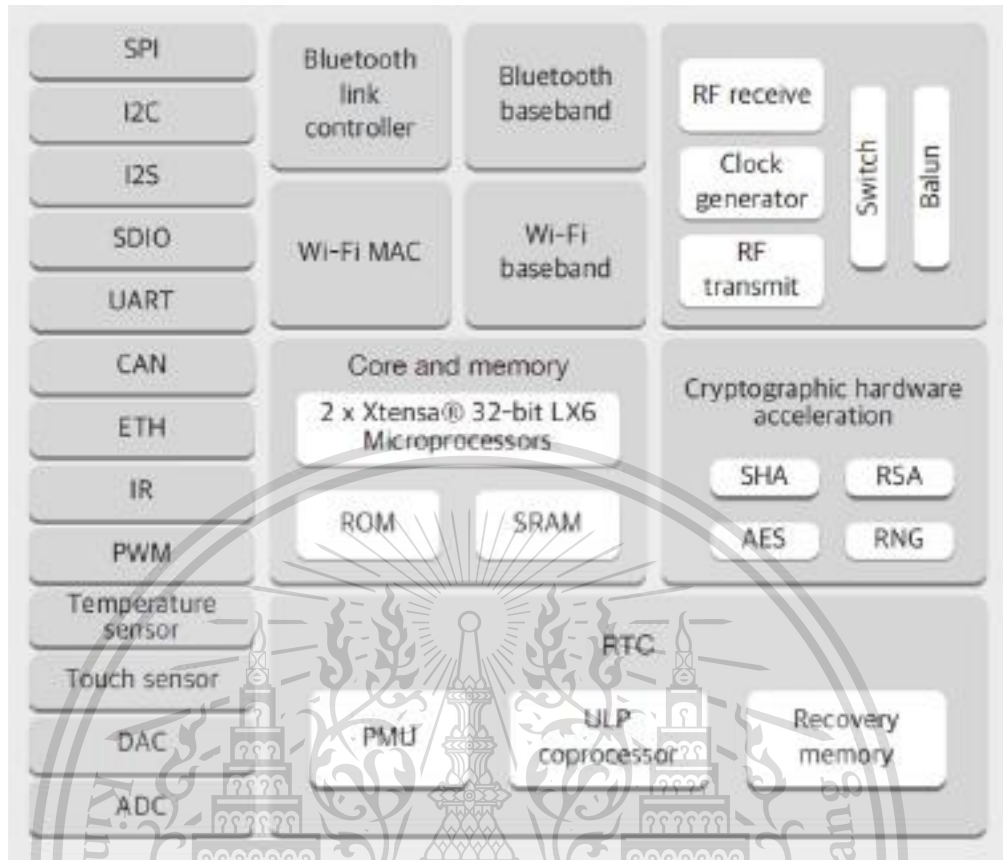 SPI
I2C
I2S
SDIO
UART
CAN
ETH
IR
PWM
Temperature
sensor
Touch sensor
DAC
ADC
Bluetooth
link
controller
Bluetooth
baseband
Wi-Fi MAC
Wi-Fi
baseband
RF receive
Clock
generator
RF
transmit
Switch
Balun
Core and memory
2 x Xtensa® 32-bit LX6
Microprocessors
ROM
SRAM
Cryptographic hardware
acceleration
SHA
RSA
AES
RNG
RTC
PMU
ULP
coprocessor
Recovery
memory